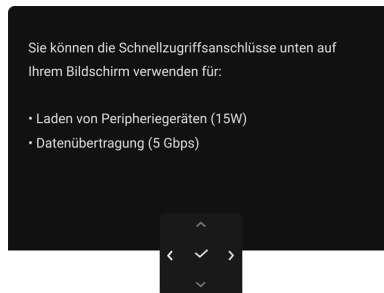 Sie können die Schnellzugriffsanschlüsse unten auf
Ihrem Bildschirm verwenden für:
• Laden von Peripheriegeräten (15W)
• Datenübertragung (5 Gbps)